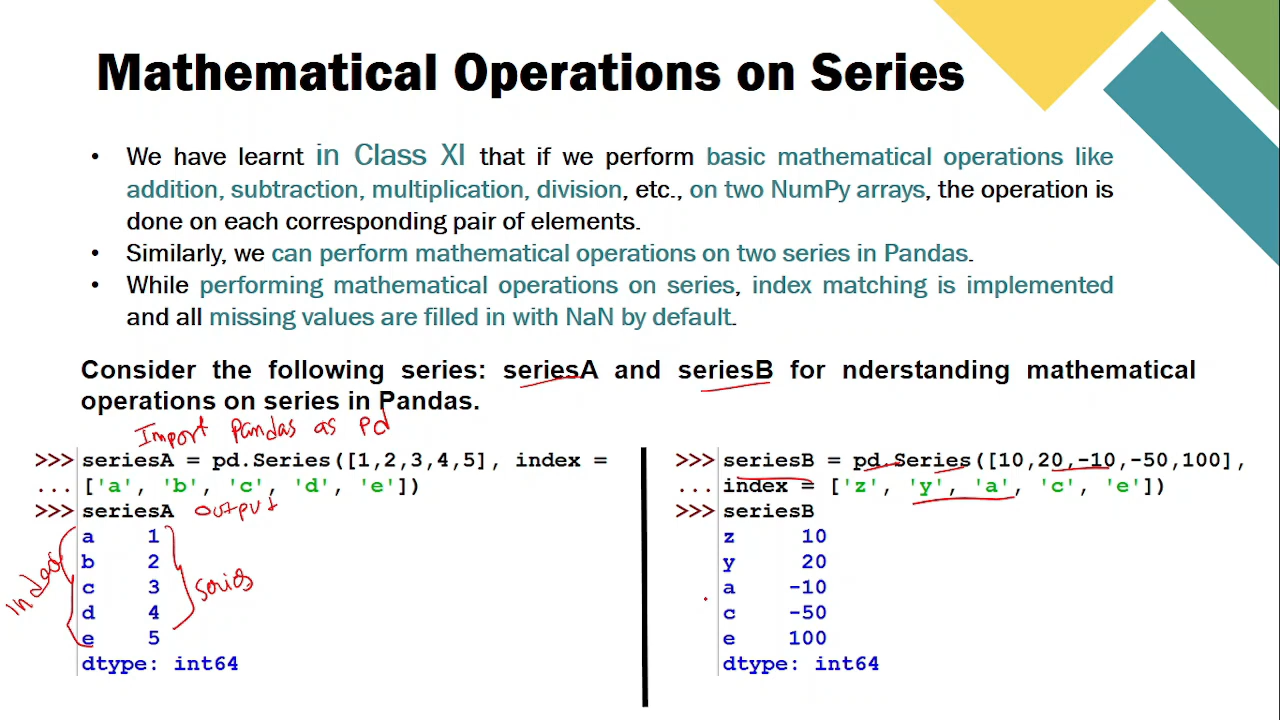 Mathematical Operations on Series
• We have learnt in Class XI that if we perform basic mathematical operations like
addition, subtraction, multiplication, division, etc., on two NumPy arrays, the operation is
done on each corresponding pair of elements.
• Similarly, we can perform mathematical operations on two series in Pandas.
• While performing mathematical operations on series, index matching is implemented
and all missing values are filled in with NaN by default.
Consider the following series: seriesA and seriesB for nderstanding mathematical
operations on series in Pandas.
Import Pandas as Pd
>>> seriesA = pd.Series([1,2,3,4,5], index =
... ['a', 'b', 'c', 'd', 'e'])
>>> seriesA output
a 1
b 2
c 3
d 4
e 5
dtype: int64
Index
Series
>>> seriesB = pd.Series([10,20,-10,-50,100],
... index = ['z', 'y', 'a', 'c', 'e'])
>>> seriesB
z 10
y 20
a -10
c -50
e 100
dtype: int64